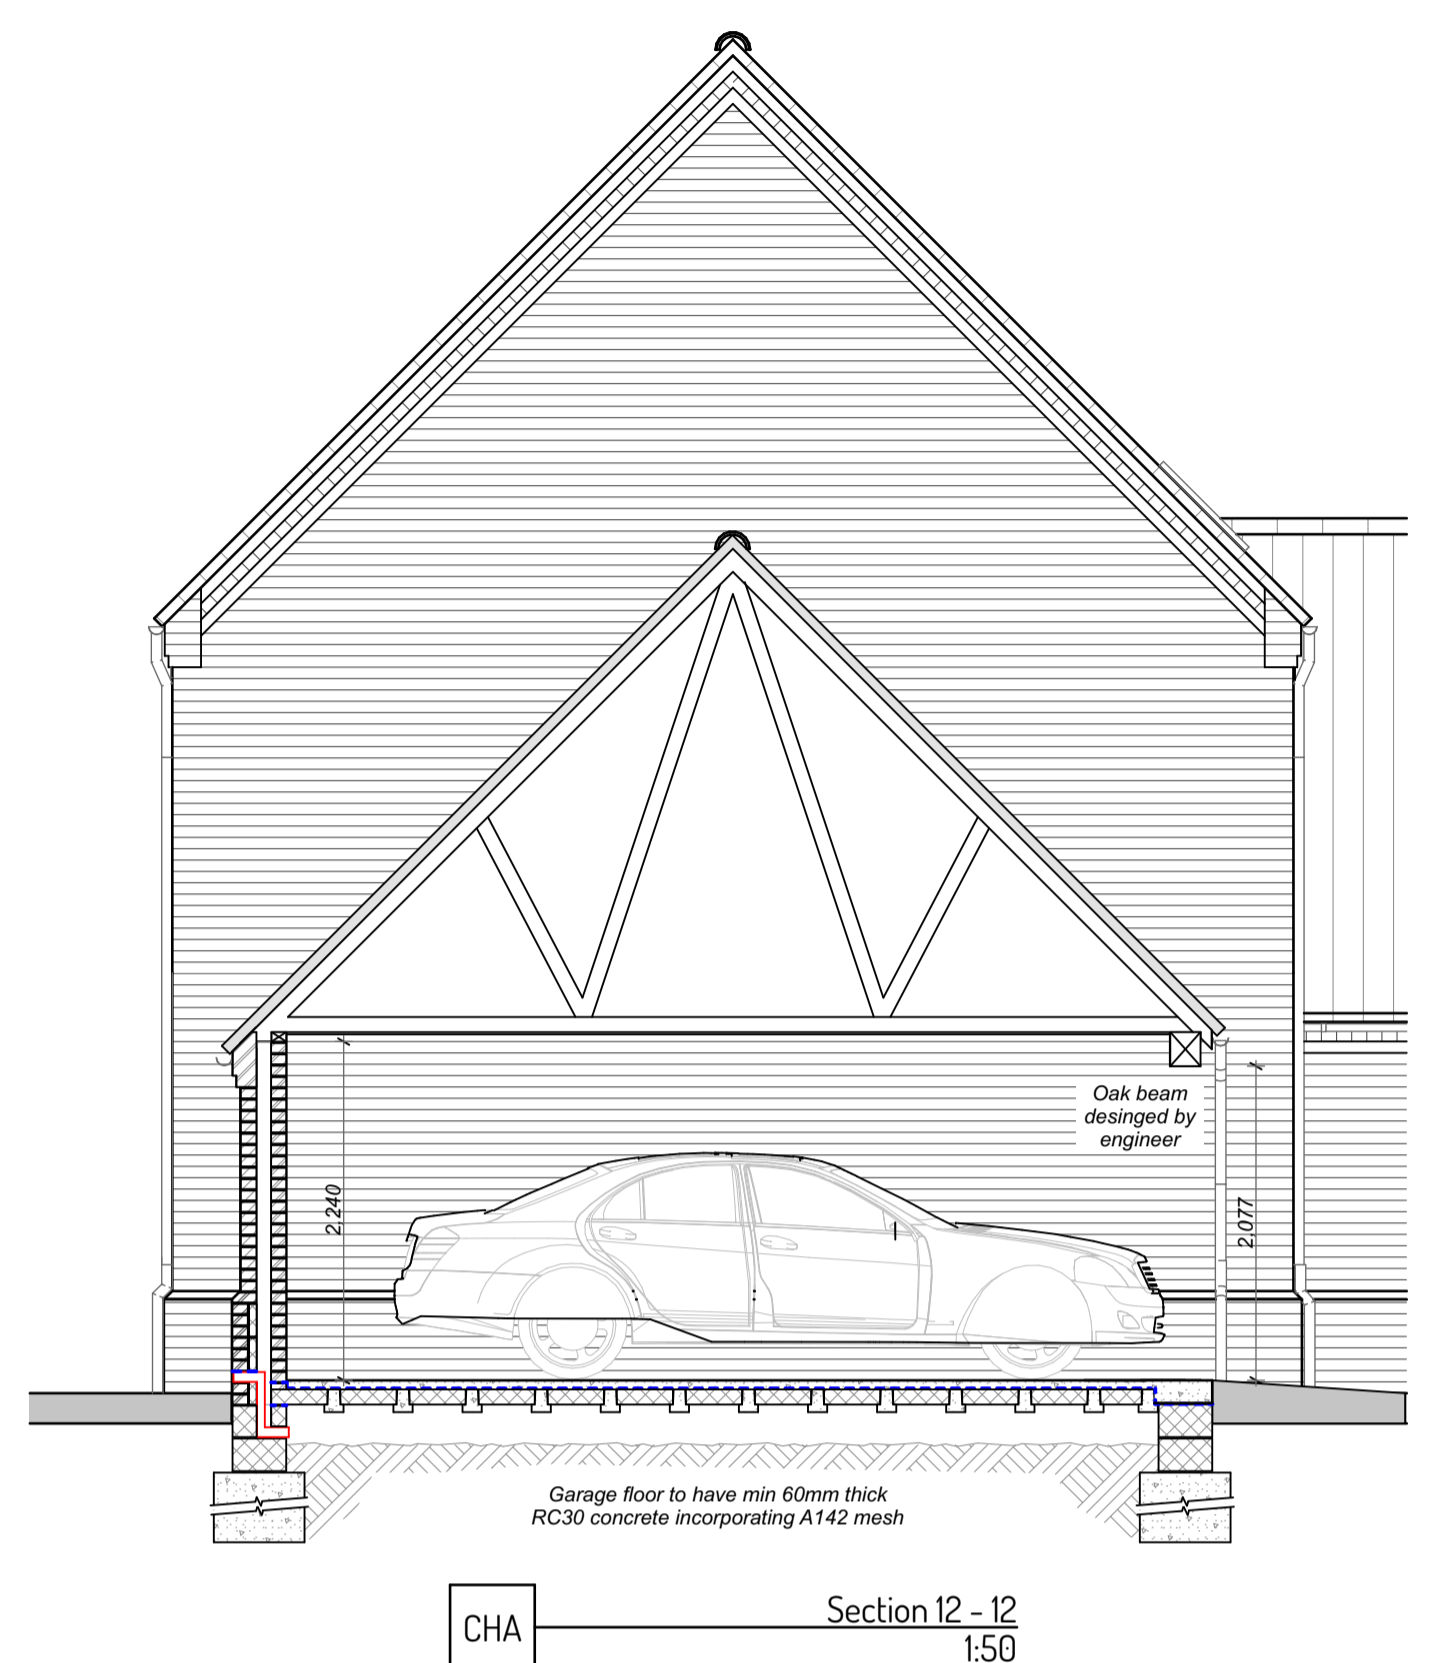 Oak beam
desinged by
engineer
2,240
2,077
Garage floor to have min 60mm thick
RC30 concrete incorporating A142 mesh
CHA
Section 12 - 12
1:50